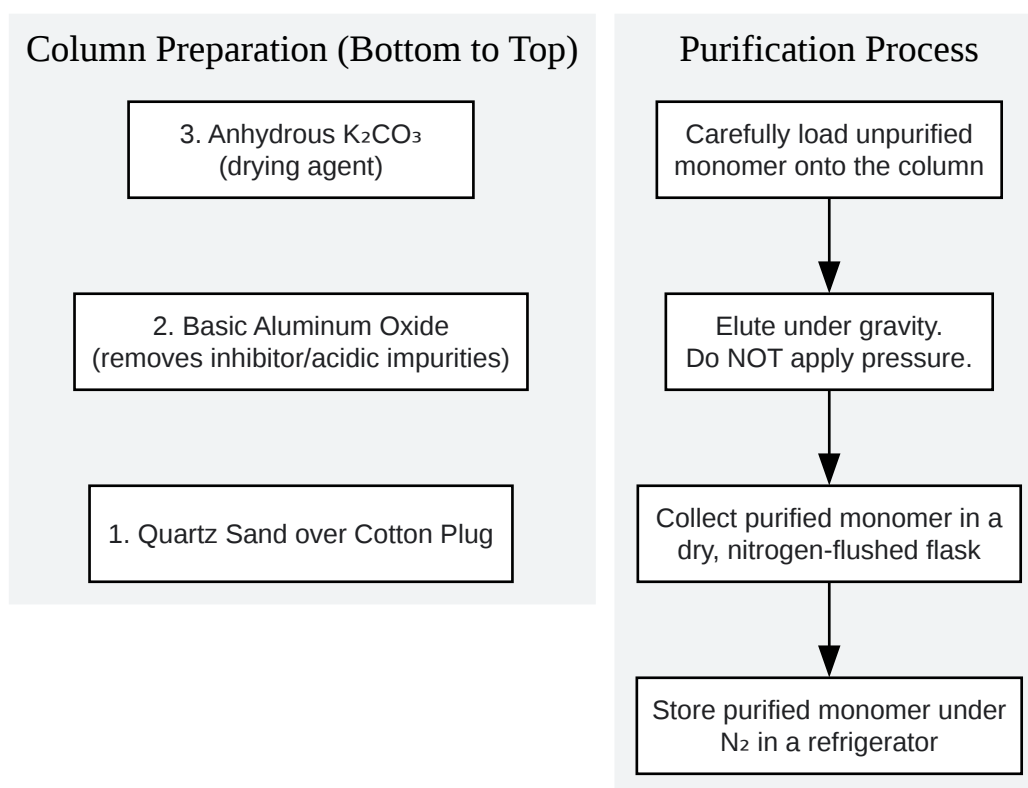 Column Preparation (Bottom to Top)
3. Anhydrous K₂CO₃
(drying agent)
2. Basic Aluminum Oxide
(removes inhibitor/acidic impurities)
1. Quartz Sand over Cotton Plug
Purification Process
Carefully load unpurified
monomer onto the column
Elute under gravity.
Do NOT apply pressure.
Collect purified monomer in a
dry, nitrogen-flushed flask
Store purified monomer under
N₂ in a refrigerator